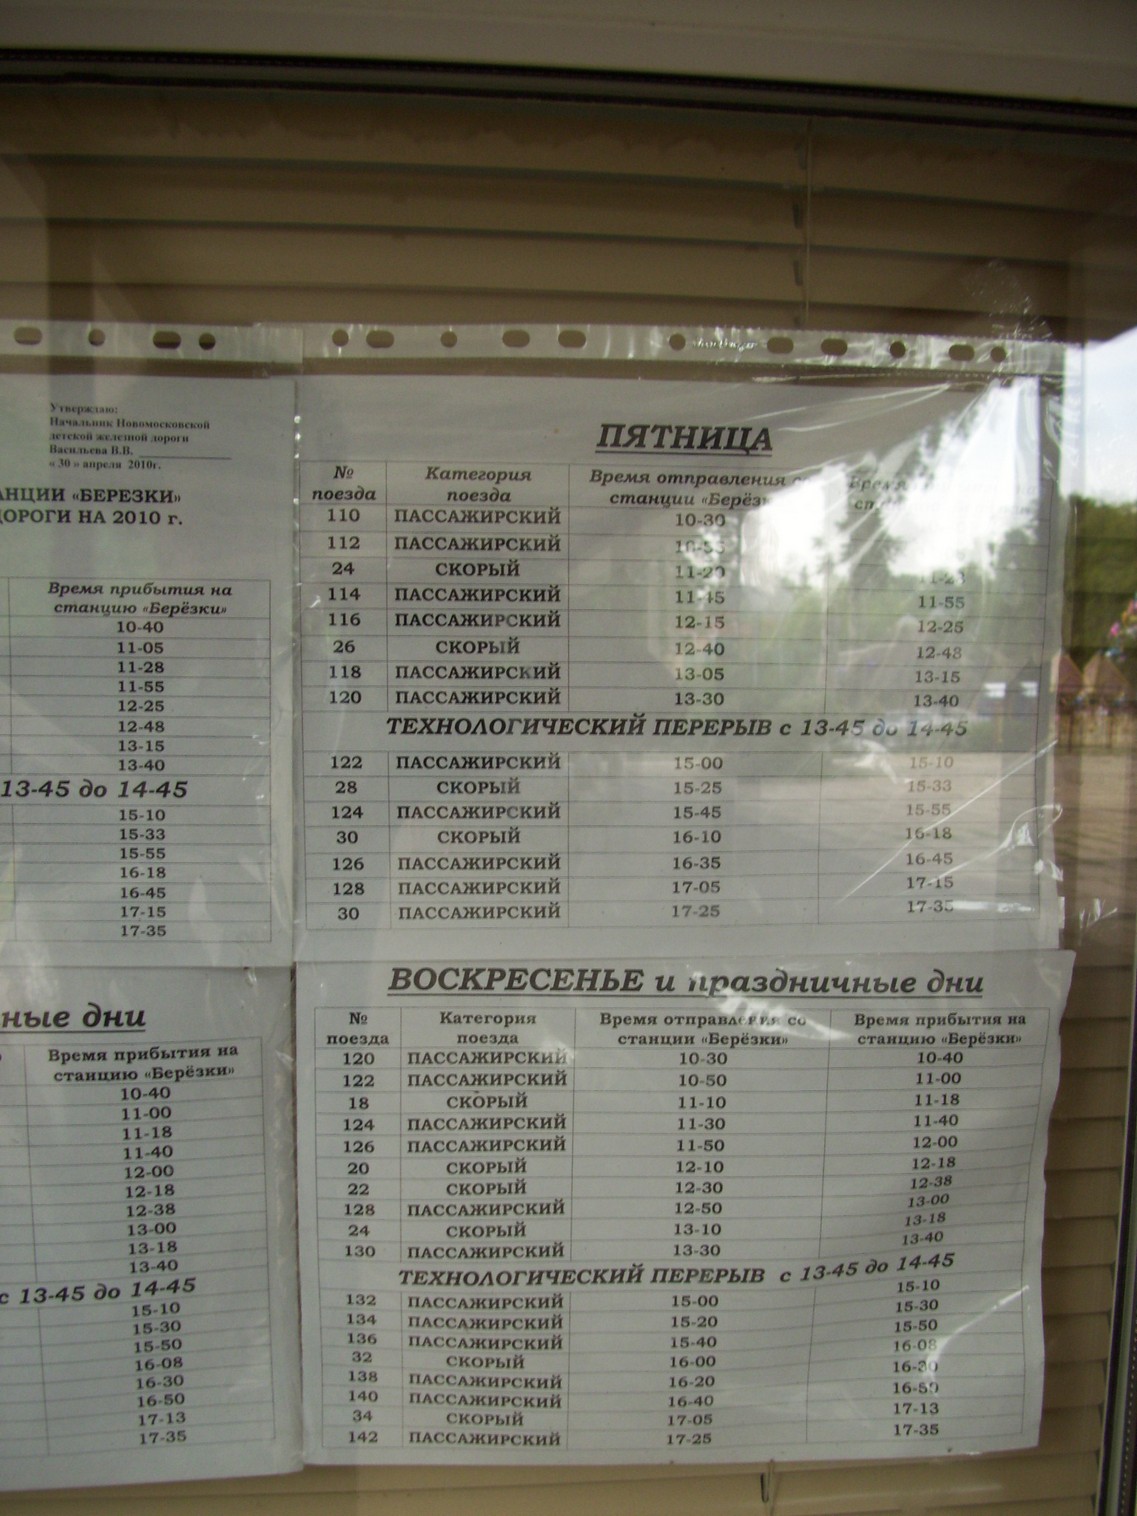 Утверждаю:
Начальник Новомосковской
детской железной дороги
Васильева В.В.
« 30 » апреля 2010г.
АНЦИИ «БЕРЕЗКИ»
ДОРОГИ НА 2010 г.
Время прибытия на
станцию «Берёзки»
10-40
11-05
11-28
11-55
12-25
12-48
13-15
13-40
13-45 до 14-45
15-10
15-33
15-55
16-18
16-45
17-15
17-35
ПЯТНИЦА
№ поезда Категория поезда Время отправления станции «Берёз
110 ПАССАЖИРСКИЙ 10-30
112 ПАССАЖИРСКИЙ
24 СКОРЫЙ 11-20
114 ПАССАЖИРСКИЙ 11-45 11-55
116 ПАССАЖИРСКИЙ 12-15 12-25
26 СКОРЫЙ 12-40 12-48
118 ПАССАЖИРСКИЙ 13-05 13-15
120 ПАССАЖИРСКИЙ 13-30 13-40
ТЕХНОЛОГИЧЕСКИЙ ПЕРЕРЫВ с 13-45 до 14-45
122 ПАССАЖИРСКИЙ 15-00 15-10
28 СКОРЫЙ 15-25 15-33
124 ПАССАЖИРСКИЙ 15-45 15-55
30 СКОРЫЙ 16-10 16-18
126 ПАССАЖИРСКИЙ 16-35 16-45
128 ПАССАЖИРСКИЙ 17-05 17-15
30 ПАССАЖИРСКИЙ 17-25 17-35
ные дни
Время прибытия на
станцию «Берёзки»
10-40
11-00
11-18
11-40
12-00
12-18
12-38
13-00
13-18
13-40
с 13-45 до 14-45
15-10
15-30
15-50
16-08
16-30
16-50
17-13
17-35
ВОСКРЕСЕНЬЕ и праздничные дни
№ поезда Категория поезда Время отправления со станции «Берёзки» Время прибытия на станцию «Берёзки»
120 ПАССАЖИРСКИЙ 10-30 10-40
122 ПАССАЖИРСКИЙ 10-50 11-00
18 СКОРЫЙ 11-10 11-18
124 ПАССАЖИРСКИЙ 11-30 11-40
126 ПАССАЖИРСКИЙ 11-50 12-00
20 СКОРЫЙ 12-10 12-18
22 СКОРЫЙ 12-30 12-38
128 ПАССАЖИРСКИЙ 12-50 13-00
24 СКОРЫЙ 13-10 13-18
130 ПАССАЖИРСКИЙ 13-30 13-40
ТЕХНОЛОГИЧЕСКИЙ ПЕРЕРЫВ с 13-45 до 14-45
132 ПАССАЖИРСКИЙ 15-00 15-10
134 ПАССАЖИРСКИЙ 15-20 15-30
136 ПАССАЖИРСКИЙ 15-40 15-50
32 СКОРЫЙ 16-00 16-08
138 ПАССАЖИРСКИЙ 16-20 16-30
140 ПАССАЖИРСКИЙ 16-40 16-50
34 СКОРЫЙ 17-05 17-13
142 ПАССАЖИРСКИЙ 17-25 17-35